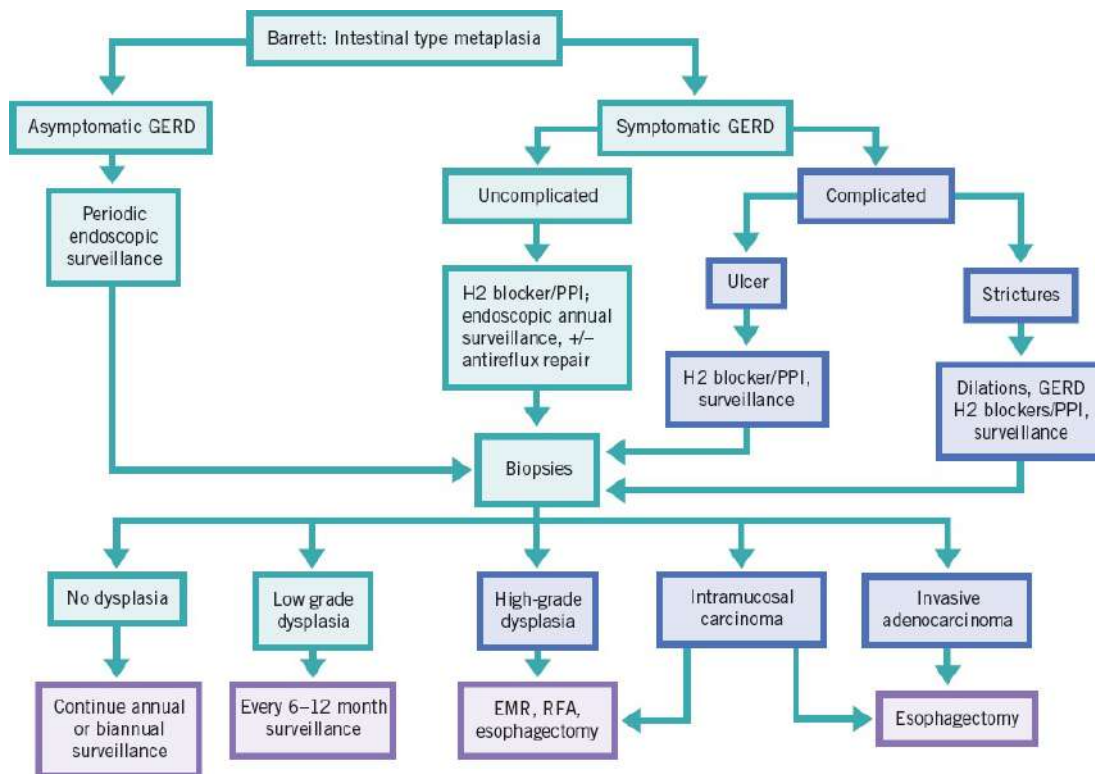 Barrett: Intestinal type metaplasia
Asymptomatic GERD
Symptomatic GERD
Periodic
endoscopic
surveillance
Uncomplicated
Complicated
H2 blocker/PPI;
endoscopic annual
surveillance, +/–
antireflux repair
Ulcer
Strictures
H2 blocker/PPI,
surveillance
Dilations, GERD
H2 blockers/PPI,
surveillance
Biopsies
No dysplasia
Low grade
dysplasia
High-grade
dysplasia
Intramucosal
carcinoma
Invasive
adenocarcinoma
Continue annual
or biannual
surveillance
Every 6–12 month
surveillance
EMR, RFA,
esophagectomy
Esophagectomy